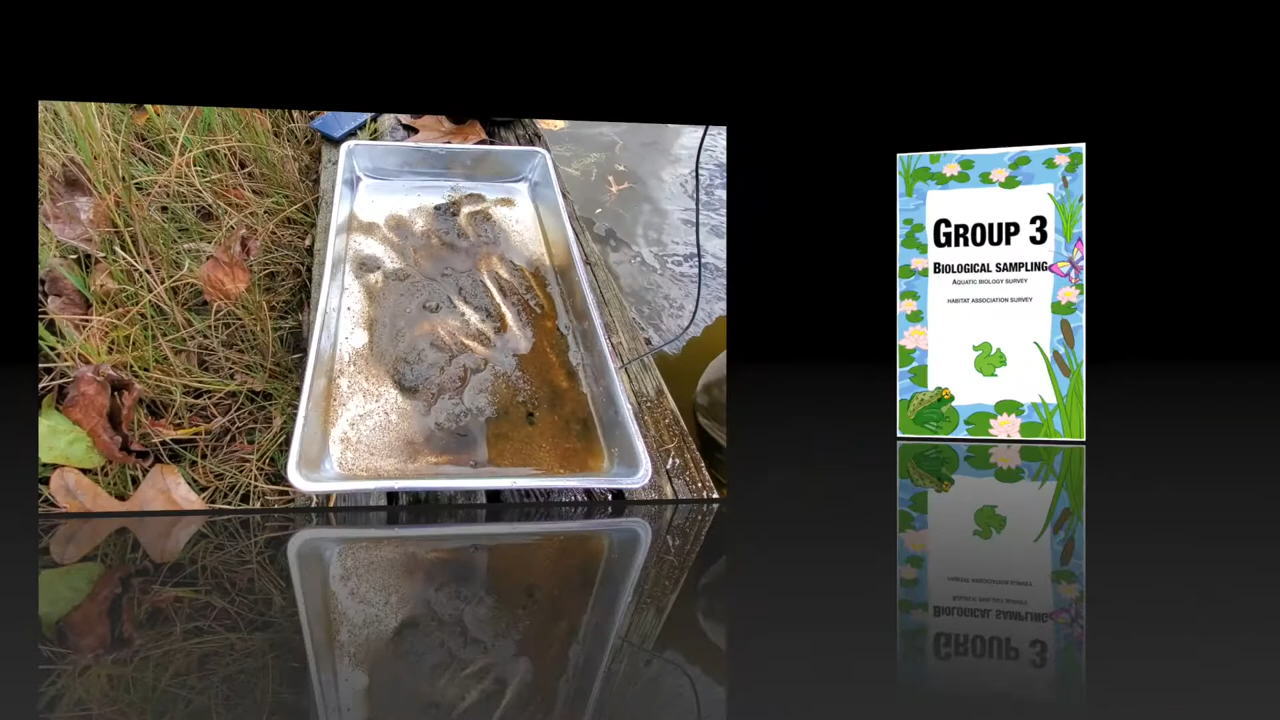 GROUP 3
BIOLOGICAL SAMPLING
AQUATIC BIOLOGY SURVEY
HABITAT ASSOCIATION SURVEY